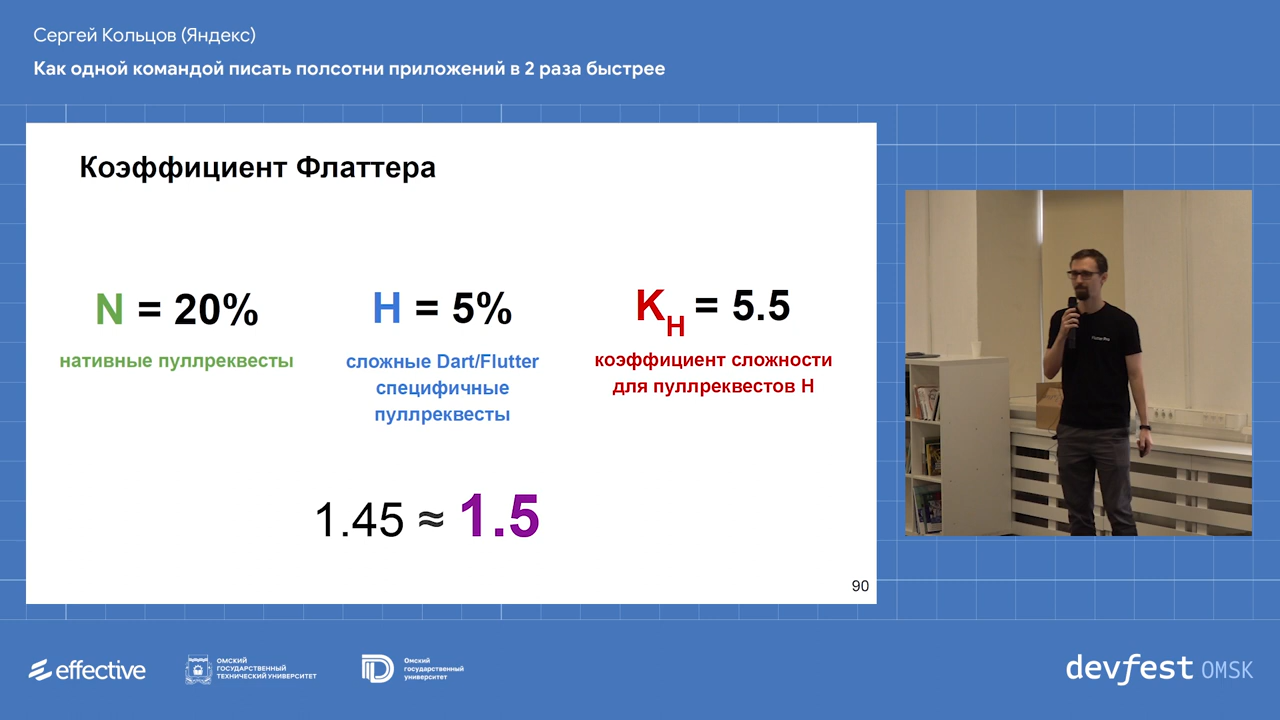 Сергей Кольцов (Яндекс)
Как одной командой писать полсотни приложений в 2 раза быстрее
Коэффициент Флаттера
N = 20%
нативные пуллреквесты
H = 5%
сложные Dart/Flutter
специфичные
пуллреквесты
KH = 5.5
коэффициент сложности
для пуллреквестов H
1.45 ≈ 1.5
90
effective
ОМСКИЙ
ГОСУДАРСТВЕННЫЙ
ТЕХНИЧЕСКИЙ УНИВЕРСИТЕТ
Омский
государственный
университет
devfest OMSK